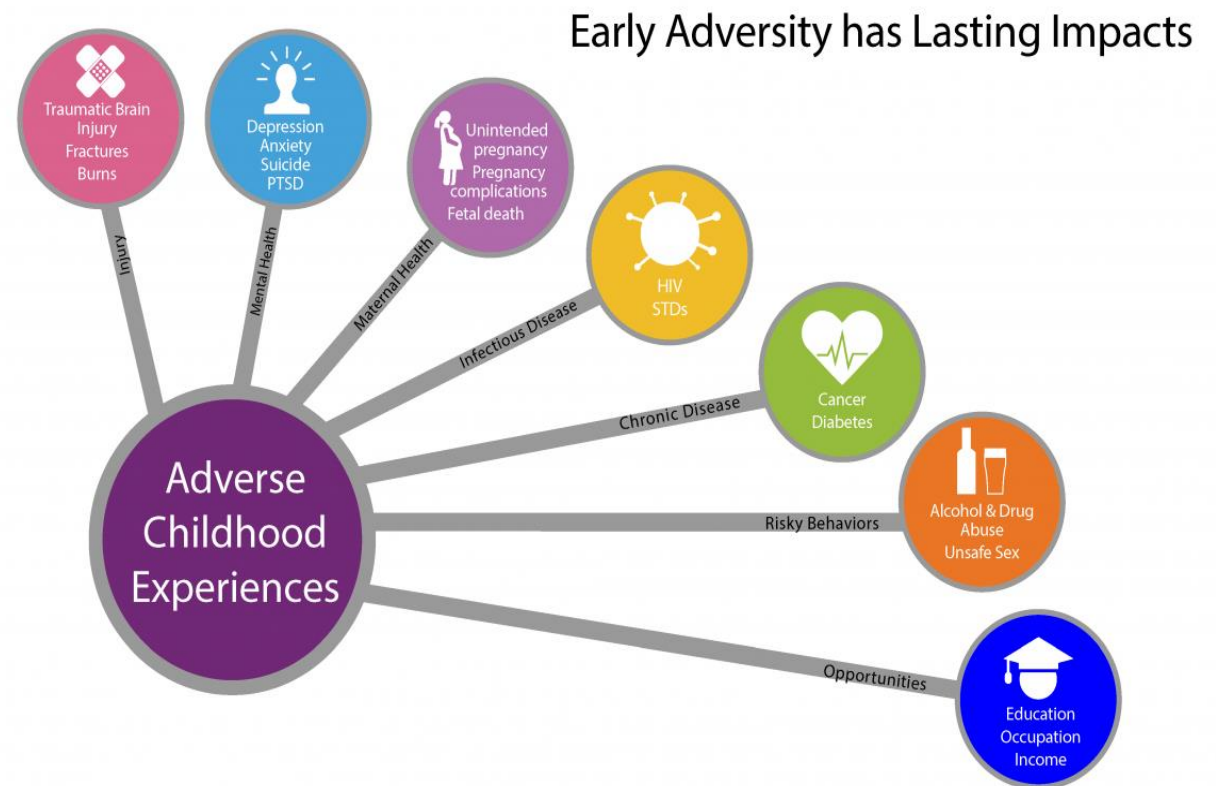 Early Adversity has Lasting Impacts
Traumatic Brain
Injury
Fractures
Burns
Injury
Depression
Anxiety
Suicide
PTSD
Mental Health
Unintended
pregnancy
Pregnancy
complications
Fetal death
Maternal Health
HIV
STDs
Infectious Disease
Cancer
Diabetes
Chronic Disease
Alcohol & Drug
Abuse
Unsafe Sex
Risky Behaviors
Education
Occupation
Income
Opportunities
Adverse
Childhood
Experiences